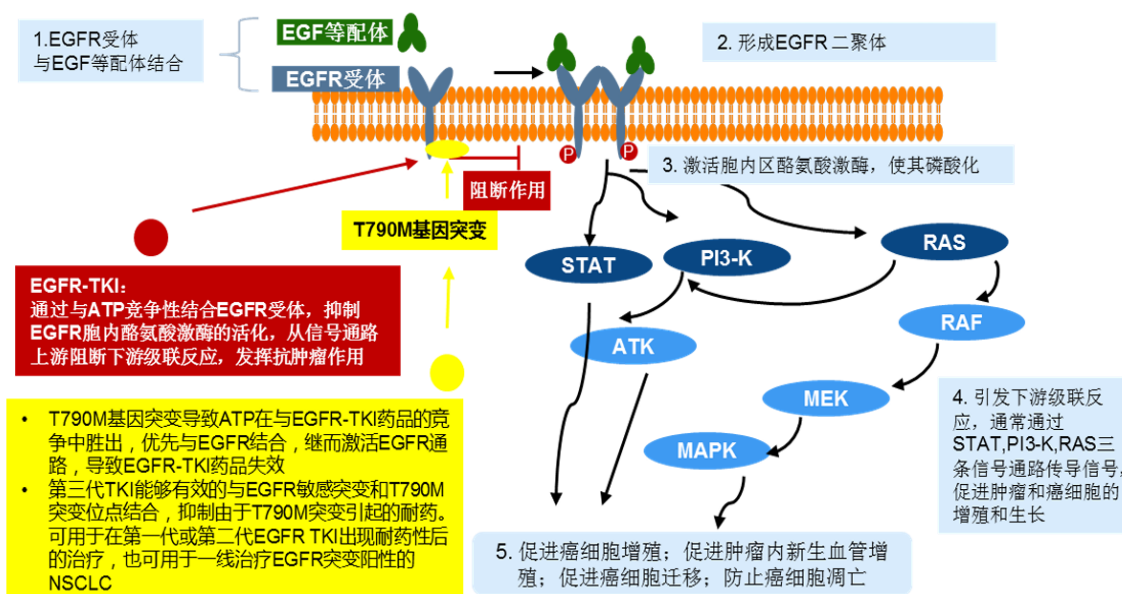 1.EGFR受体
与EGF等配体结合
EGF等配体
EGFR受体
2. 形成EGFR 二聚体
P
P
3. 激活胞内区酪氨酸激酶，使其磷酸化
阻断作用
T790M基因突变
STAT
PI3-K
RAS
RAF
ATK
MEK
MAPK
EGFR-TKI：
通过与ATP竞争性结合EGFR受体，抑制
EGFR胞内酪氨酸激酶的活化，从信号通路
上游阻断下游级联反应，发挥抗肿瘤作用
• T790M基因突变导致ATP在与EGFR-TKI药品的竞
争中胜出，优先与EGFR结合，继而激活EGFR通
路，导致EGFR-TKI药品失效
• 第三代TKI能够有效的与EGFR敏感突变和T790M
突变位点结合，抑制由于T790M突变引起的耐药。
可用于在第一代或第二代EGFR TKI出现耐药性后
的治疗，也可用于一线治疗EGFR突变阳性的
NSCLC
4. 引发下游级联反
应，通常通过
STAT,PI3-K,RAS三
条信号通路传导信号,
促进肿瘤和癌细胞的
增殖和生长
5. 促进癌细胞增殖；促进肿瘤内新生血管增
殖；促进癌细胞迁移；防止癌细胞凋亡